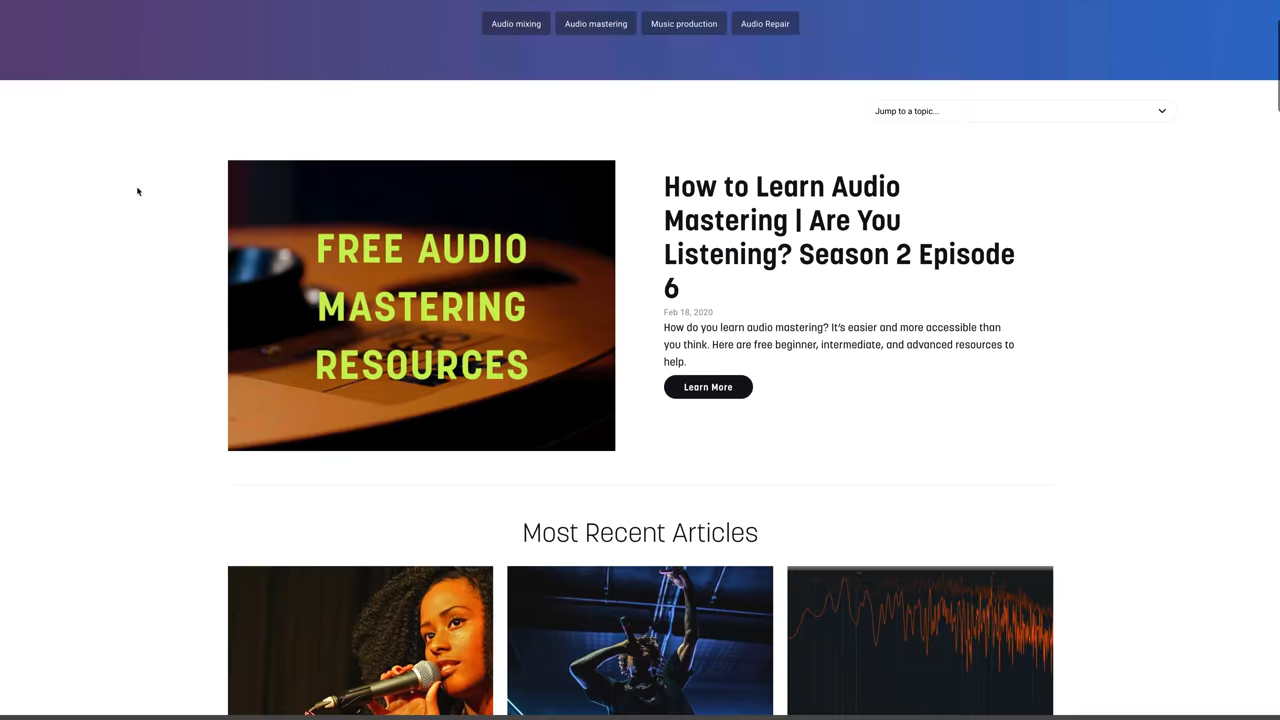 Audio mixing
Audio mastering
Music production
Audio Repair
Jump to a topic...
FREE AUDIO
MASTERING
RESOURCES
How to Learn Audio
Mastering | Are You
Listening? Season 2 Episode
6
Feb 18, 2020
How do you learn audio mastering? It's easier and more accessible than
you think. Here are free beginner, intermediate, and advanced resources to
help.
Learn More
Most Recent Articles